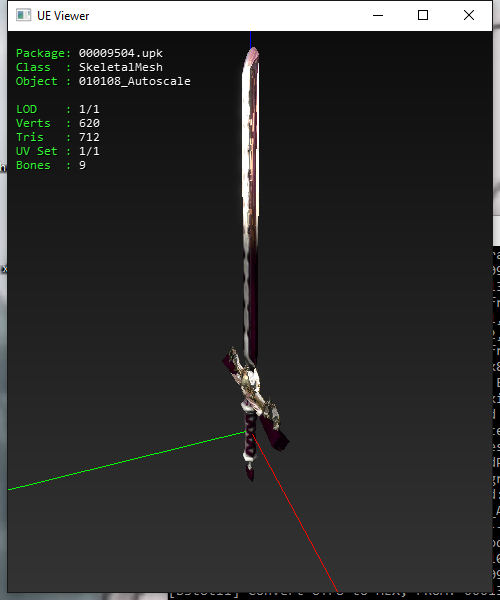 UE Viewer
Package: 00009504.upk
Class : SkeletalMesh
Object : 010108_Autoscale
LOD : 1/1
Verts : 620
Tris : 712
UV Set : 1/1
Bones : 9